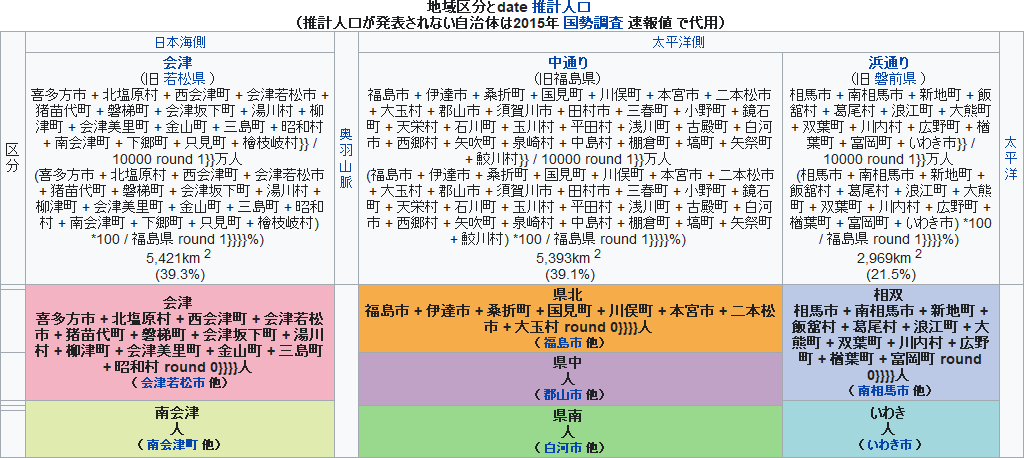 地域区分とdate 推計人口
(推計人口が発表されない自治体は2015年 国勢調査 速報値 で代用)
区分
日本海側
奥羽山脈
太平洋側
太平洋
会津
(旧 若松県 )
喜多方市 + 北塩原村 + 西会津町 + 会津若松市 +
猪苗代町 + 磐梯町 + 会津坂下町 + 湯川村 + 柳
津町 + 会津美里町 + 金山町 + 三島町 + 昭和村
+ 南会津町 + 下郷町 + 只見町 + 檜枝岐村}} /
10000 round 1}}万人
(喜多方市 + 北塩原村 + 西会津町 + 会津若松市
+ 猪苗代町 + 磐梯町 + 会津坂下町 + 湯川村 +
柳津町 + 会津美里町 + 金山町 + 三島町 + 昭和
村 + 南会津町 + 下郷町 + 只見町 + 檜枝岐村)
*100 / 福島県 round 1}}}}%)
5,421km 2
(39.3%)
中通り
(旧福島県)
福島市 + 伊達市 + 桑折町 + 国見町 + 川俣町 + 本宮市 + 二本松市
+ 大玉村 + 郡山市 + 須賀川市 + 田村市 + 三春町 + 小野町 + 鏡石
町 + 天栄村 + 石川町 + 玉川村 + 平田村 + 浅川町 + 古殿町 + 白河
市 + 西郷村 + 矢吹町 + 泉崎村 + 中島村 + 棚倉町 + 塙町 + 矢祭町
+ 鮫川村}} / 10000 round 1}}万人
(福島市 + 伊達市 + 桑折町 + 国見町 + 川俣町 + 本宮市 + 二本松市
+ 大玉村 + 郡山市 + 須賀川市 + 田村市 + 三春町 + 小野町 + 鏡石
町 + 天栄村 + 石川町 + 玉川村 + 平田村 + 浅川町 + 古殿町 + 白河
市 + 西郷村 + 矢吹町 + 泉崎村 + 中島村 + 棚倉町 + 塙町 + 矢祭町
+ 鮫川村) *100 / 福島県 round 1}}}}%)
5,393km 2
(39.1%)
浜通り
(旧 磐前県 )
相馬市 + 南相馬市 + 新地町 + 飯
舘村 + 葛尾村 + 浪江町 + 大熊町
+ 双葉町 + 川内村 + 広野町 + 楢
葉町 + 富岡町 + いわき市}} /
10000 round 1}}万人
(相馬市 + 南相馬市 + 新地町 +
飯舘村 + 葛尾村 + 浪江町 + 大熊
町 + 双葉町 + 川内村 + 広野町 +
楢葉町 + 富岡町 + いわき市) *100
/ 福島県 round 1}}}}%)
2,969km 2
(21.5%)
会津
喜多方市 + 北塩原村 + 西会津町 + 会津若松
市 + 猪苗代町 + 磐梯町 + 会津坂下町 + 湯川
村 + 柳津町 + 会津美里町 + 金山町 + 三島町
+ 昭和村 round 0}}}}人
( 会津若松市 他)
南会津
人
( 南会津町 他)
県北
福島市 + 伊達市 + 桑折町 + 国見町 + 川俣町 + 本宮市 + 二本松
市 + 大玉村 round 0}}}}人
( 福島市 他)
県中
人
( 郡山市 他)
県南
人
( 白河市 他)
相双
相馬市 + 南相馬市 + 新地町 +
飯舘村 + 葛尾村 + 浪江町 + 大
熊町 + 双葉町 + 川内村 + 広野
町 + 楢葉町 + 富岡町 round
0}}}}人
( 南相馬市 他)
いわき
人
( いわき市 )